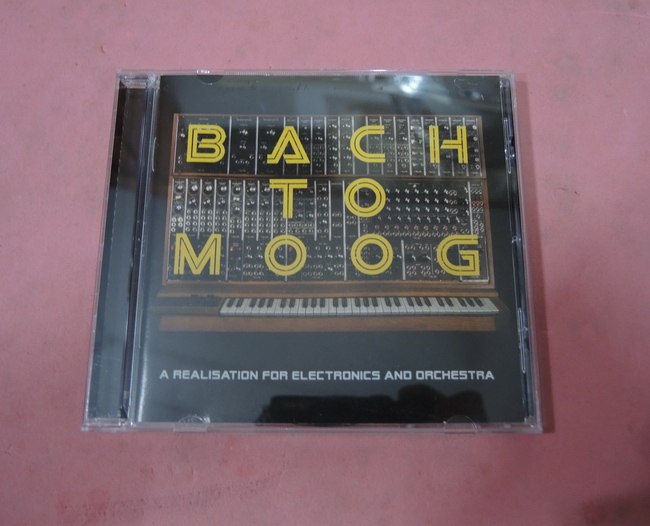 BACH
TO
MOOG
A REALISATION FOR ELECTRONICS AND ORCHESTRA